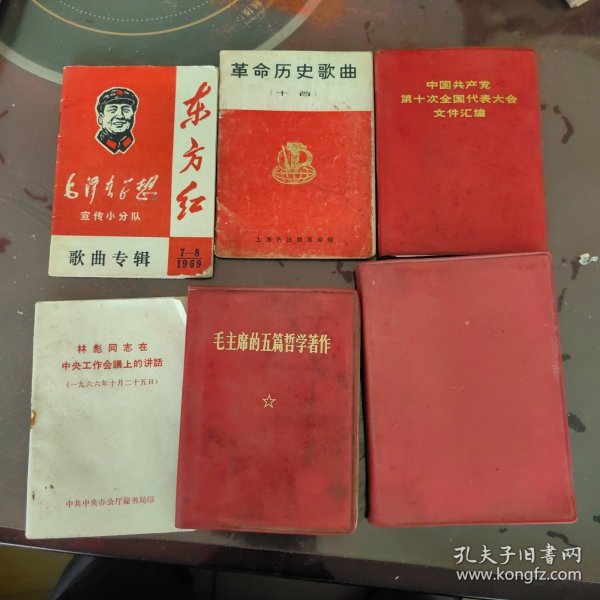 东方红
毛泽东思想
宣传小分队
歌曲专辑
7—8
1969
革命历史歌曲
(十首)
上海市出版革命组
中国共产党
第十次全国代表大会
文件汇编
林彪同志在
中央工作会議上的讲話
(一九六六年十月二十五日)
中共中央办公厅秘书局印
毛主席的五篇哲学著作
孔夫子旧书网
www.kongfz.com